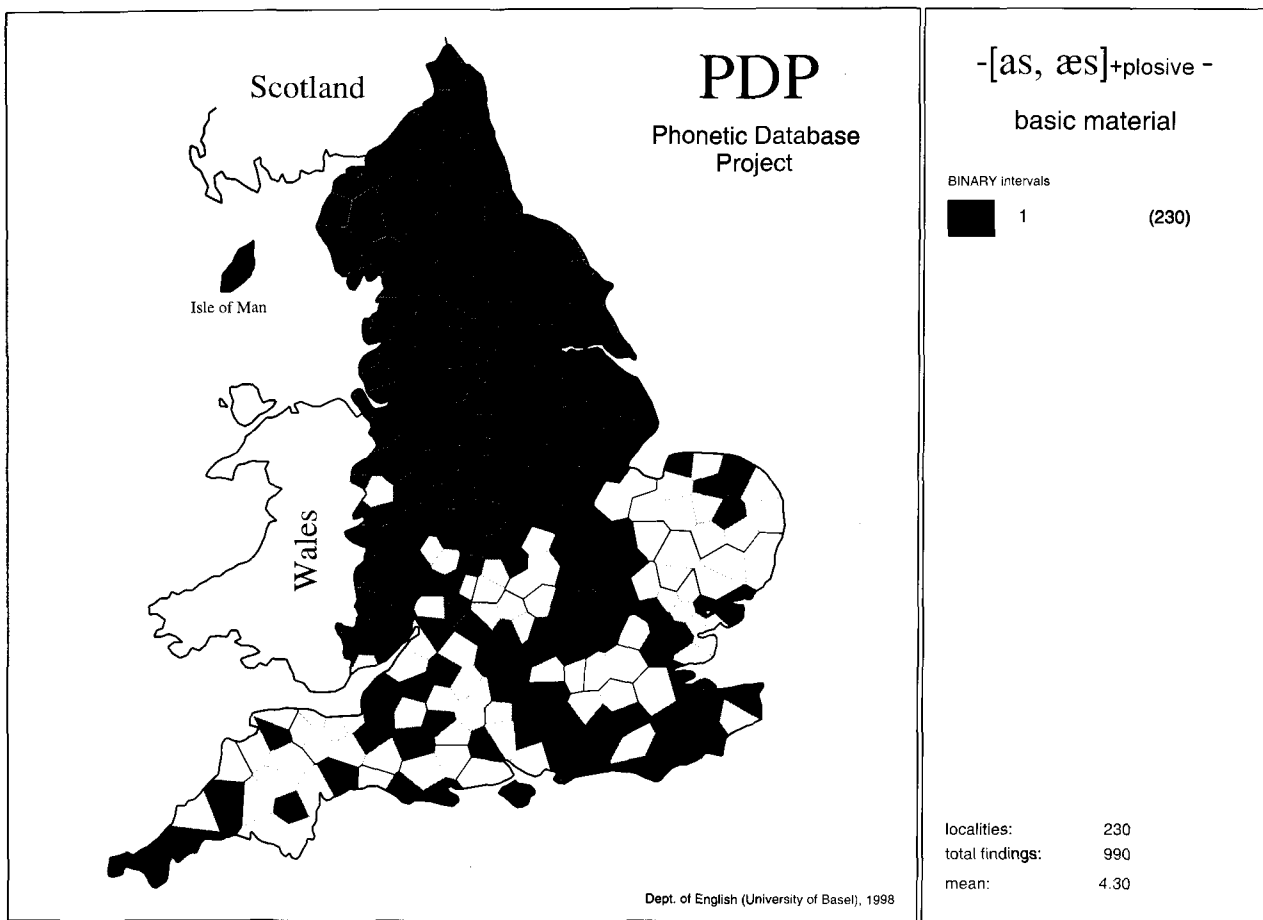 PDP
Phonetic Database
Project
Scotland
Isle of Man
Wales
Dept. of English (University of Basel), 1998
-[as, æs]+plosive -
basic material
BINARY intervals
1 (230)
localities: 230
total findings: 990
mean: 4.30